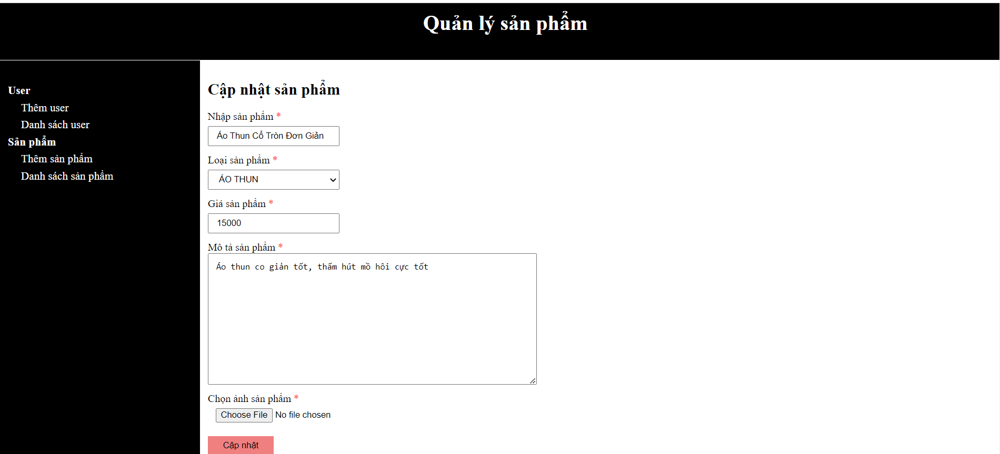 Quản lý sản phẩm
User
Thêm user
Danh sách user
Sản phẩm
Thêm sản phẩm
Danh sách sản phẩm
Cập nhật sản phẩm
Nhập sản phẩm *
Áo Thun Cổ Tròn Đơn Giản
Loại sản phẩm *
ÁO THUN
Giá sản phẩm *
15000
Mô tả sản phẩm *
Áo thun co giản tốt, thấm hút mồ hôi cực tốt
Chọn ảnh sản phẩm *
Choose File No file chosen
Cập nhật